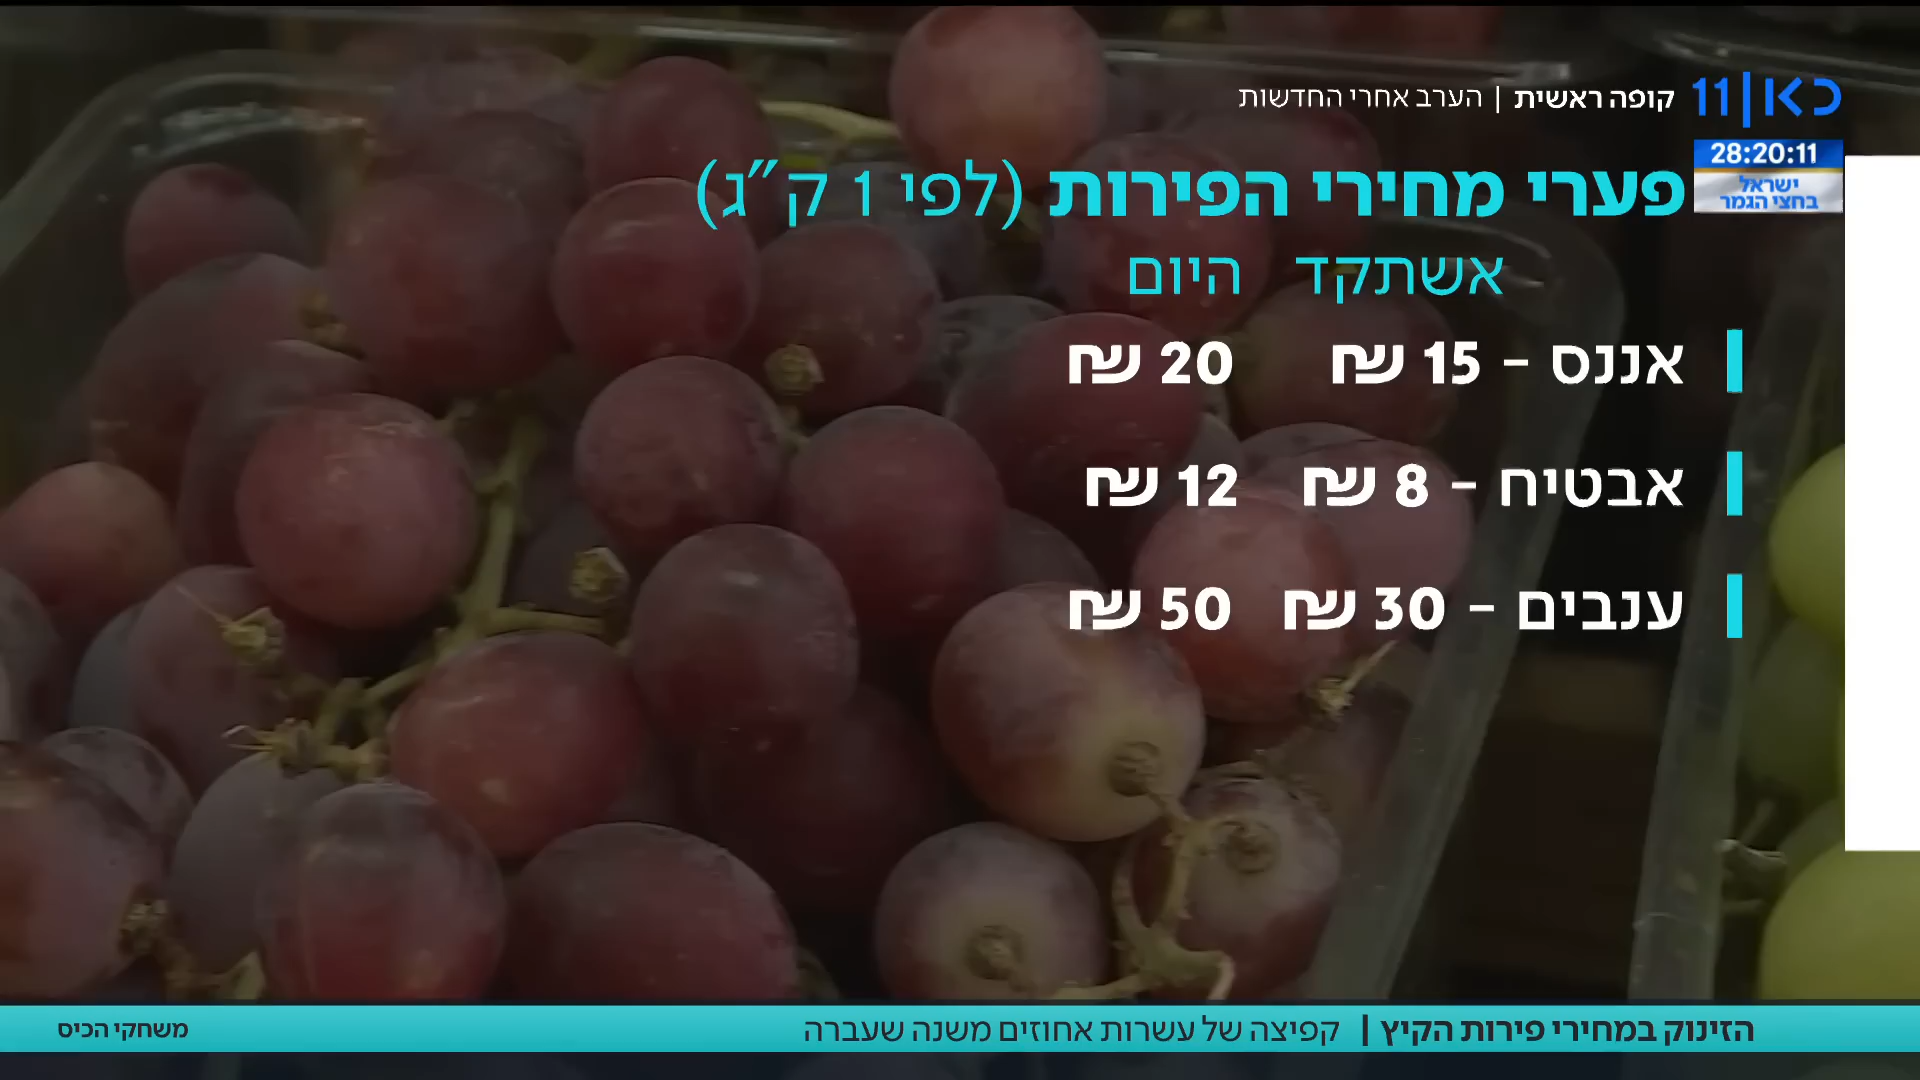 קופה ראשית | הערב אחרי החדשות
כאן 11
28:20:11
ישראל
בחצי הגמר
פערי מחירי הפירות (לפי 1 ק"ג)
אשתקד היום
אננס - 15 ₪ 20 ₪
אבטיח - 8 ₪ 12 ₪
ענבים - 30 ₪ 50 ₪
הזינוק במחירי פירות הקיץ | קפיצה של עשרות אחוזים משנה שעברה
משחקי הכיס